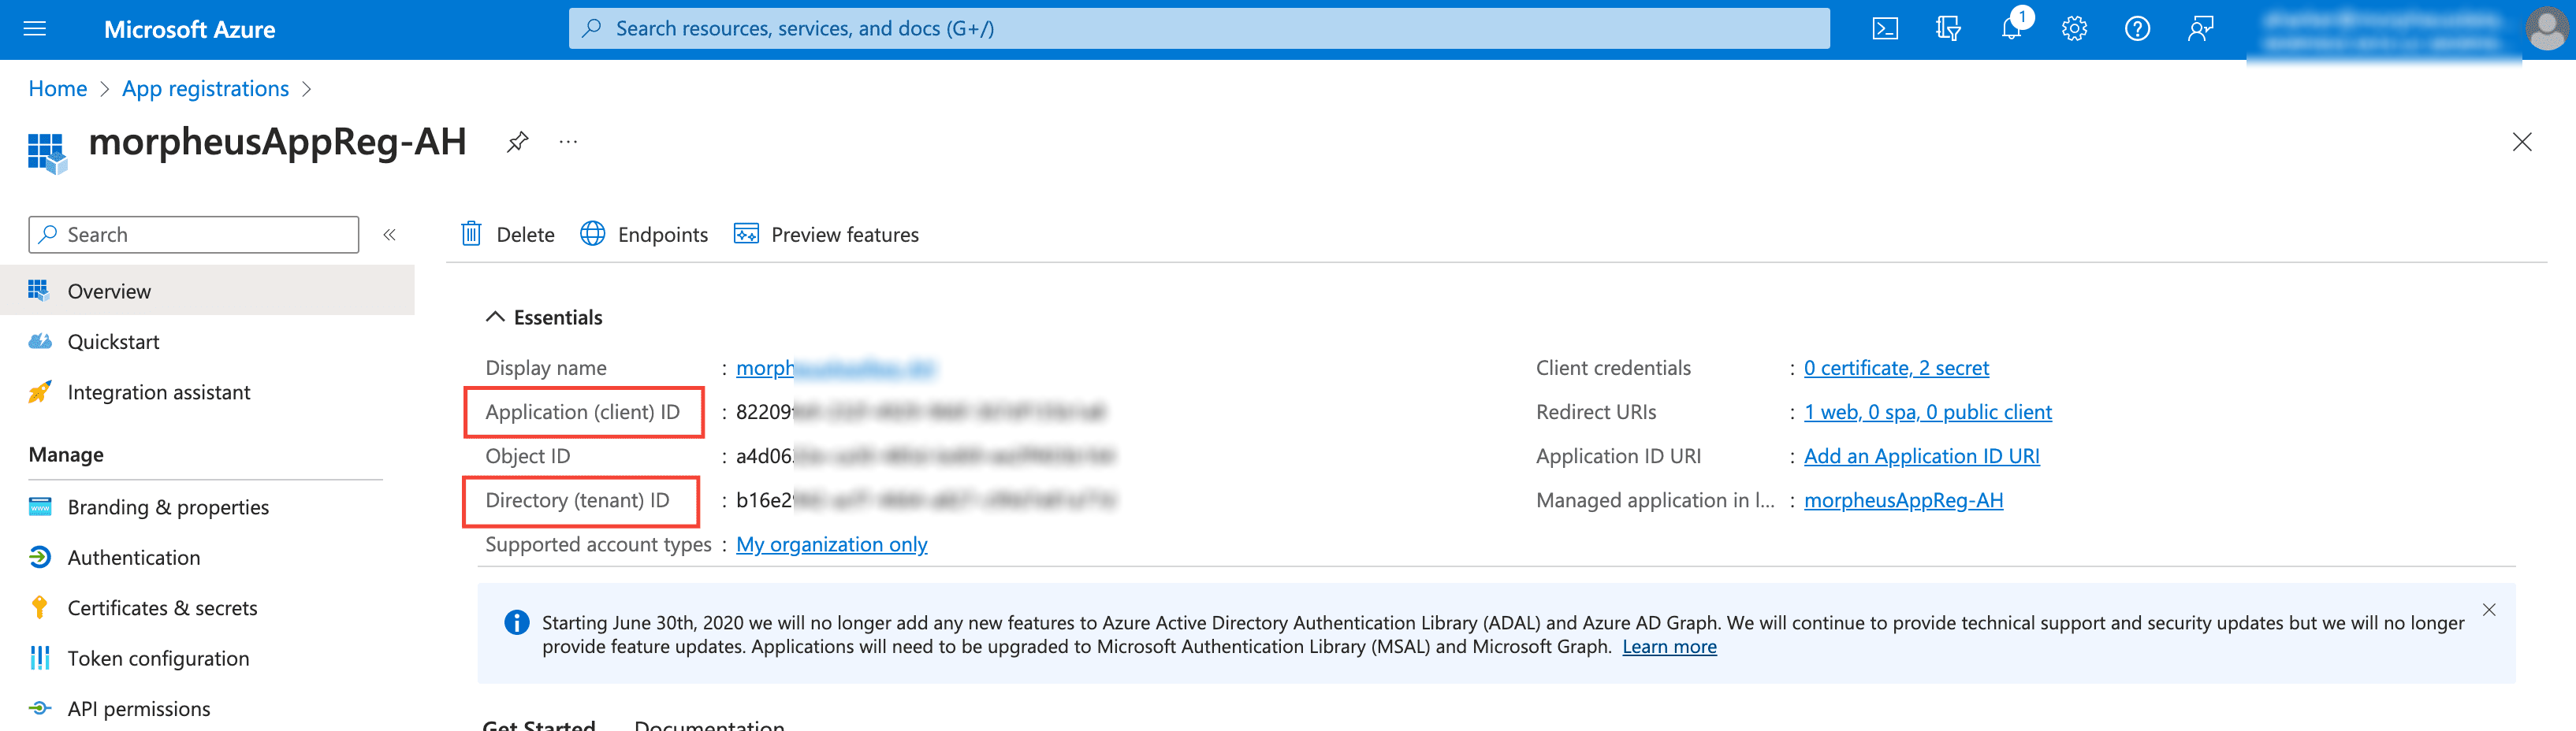 Microsoft Azure
Search resources, services, and docs (G+/)
1
Home > App registrations >
morpheusAppReg-AH
...
Search
«
Delete
Endpoints
Preview features
Overview
Quickstart
Integration assistant
Manage
Branding & properties
Authentication
Certificates & secrets
Token configuration
API permissions
Essentials
Display name :
Application (client) ID : 82209
Object ID : a4d06
Directory (tenant) ID : b16e2
Supported account types : My organization only
Client credentials : 0 certificate, 2 secret
Redirect URIs : 1 web, 0 spa, 0 public client
Application ID URI : Add an Application ID URI
Managed application in l... : morpheusAppReg-AH
Starting June 30th, 2020 we will no longer add any new features to Azure Active Directory Authentication Library (ADAL) and Azure AD Graph. We will continue to provide technical support and security updates but we will no longer
provide feature updates. Applications will need to be upgraded to Microsoft Authentication Library (MSAL) and Microsoft Graph. Learn more
Get Started Documentation